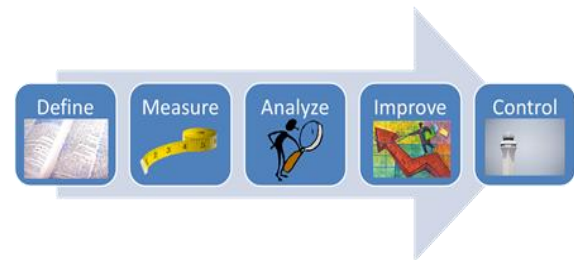 Define
Measure
Analyze
Improve
Control